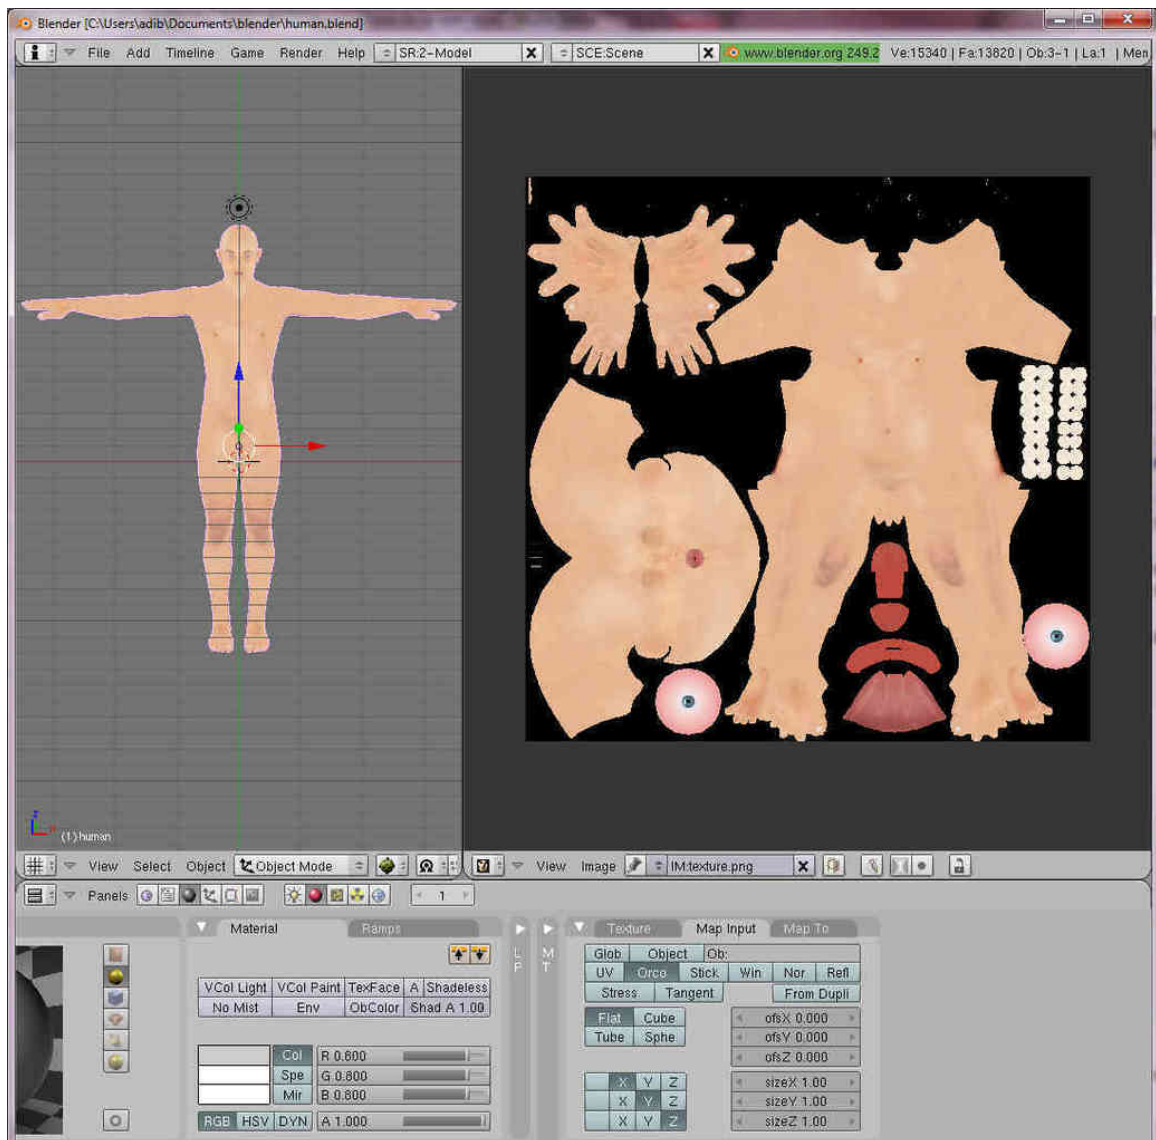 Blender [C:\Users\adib\Documents\blender\human.blend]
File Add Timeline Game Render Help SR:2-Model X SCE:Scene X www.blender.org 249.2 Ve:15340 | Fa:13820 | Ob:3-1 | La:1 | Mem
(1) human
View Select Object Object Mode
View Image IM:texture.png X
Panels 1
Material Ramps
VCol Light VCol Paint TexFace A Shadeless
No Mist Env ObColor Shad A 1.00
Col R 0.800
Spe G 0.800
Mir B 0.800
RGB HSV DYN A 1.000
L P
M T
Texture Map Input Map To
Glob Object Ob:
UV Orco Stick Win Nor Refl
Stress Tangent From Dupli
Flat Cube ofsX 0.000
Tube Sphe ofsY 0.000
ofsZ 0.000
X Y Z sizeX 1.00
X Y Z sizeY 1.00
X Y Z sizeZ 1.00